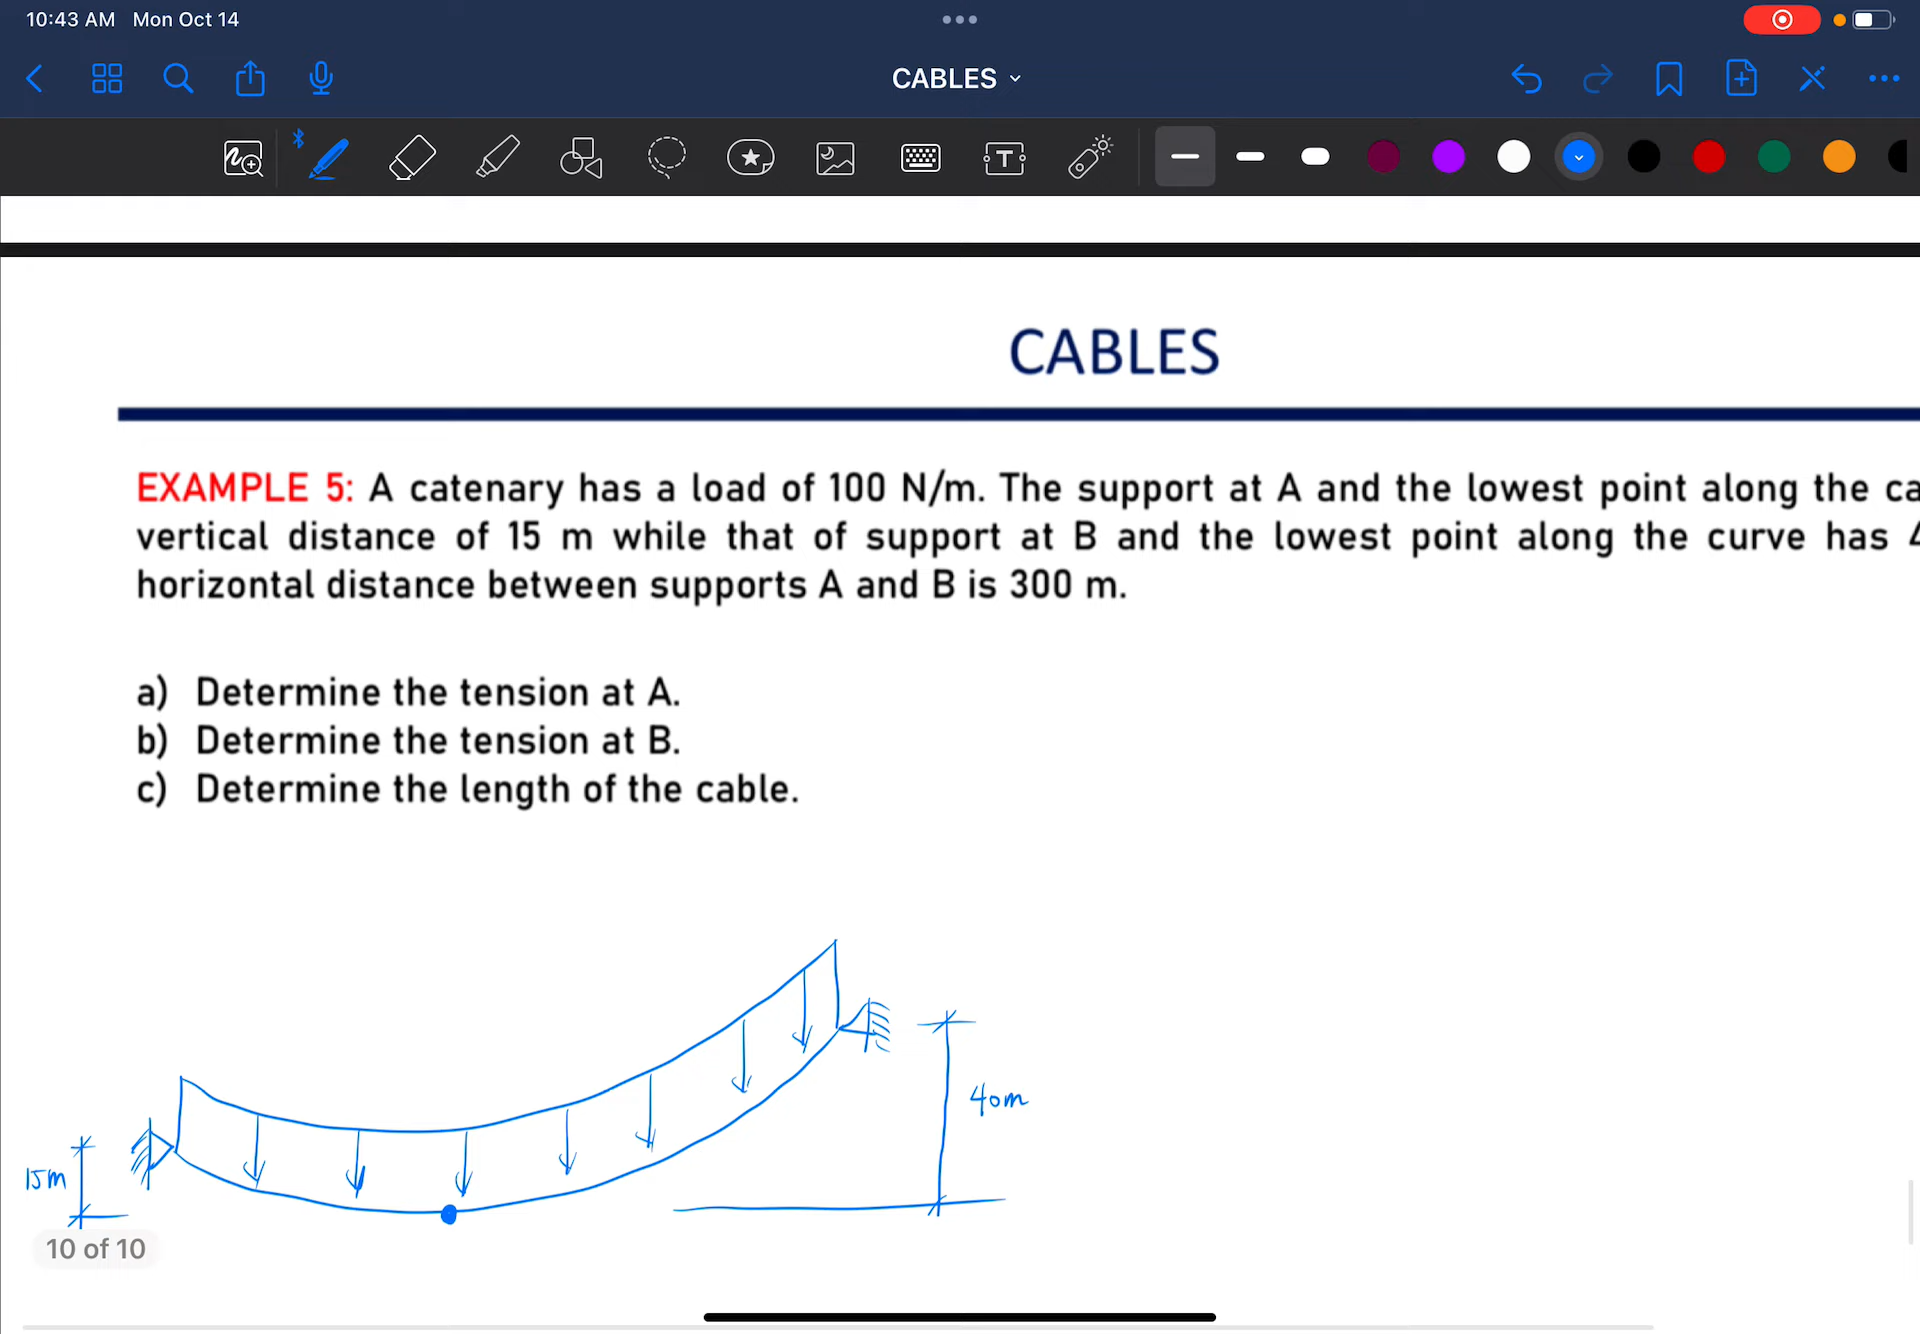 10:43 AM Mon Oct 14
CABLES
T
CABLES
EXAMPLE 5: A catenary has a load of 100 N/m. The support at A and the lowest point along the ca
vertical distance of 15 m while that of support at B and the lowest point along the curve has
horizontal distance between supports A and B is 300 m.
a) Determine the tension at A.
b) Determine the tension at B.
c) Determine the length of the cable.
40m
15m
10 of 10